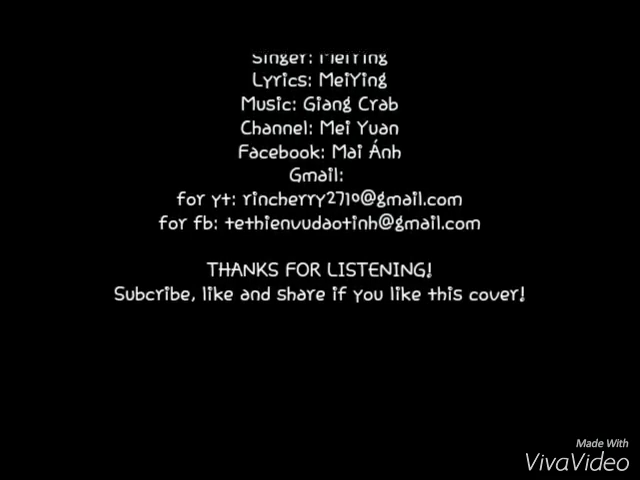 Singer: MeiYing
Lyrics: MeiYing
Music: Giang Crab
Channel: Mei Yuan
Facebook: Mai Ánh
Gmail:
for yt: rincherry2710@gmail.com
for fb: tethienvudaotinh@gmail.com
THANKS FOR LISTENING!
Subcribe, like and share if you like this cover!
Made With
VivaVideo